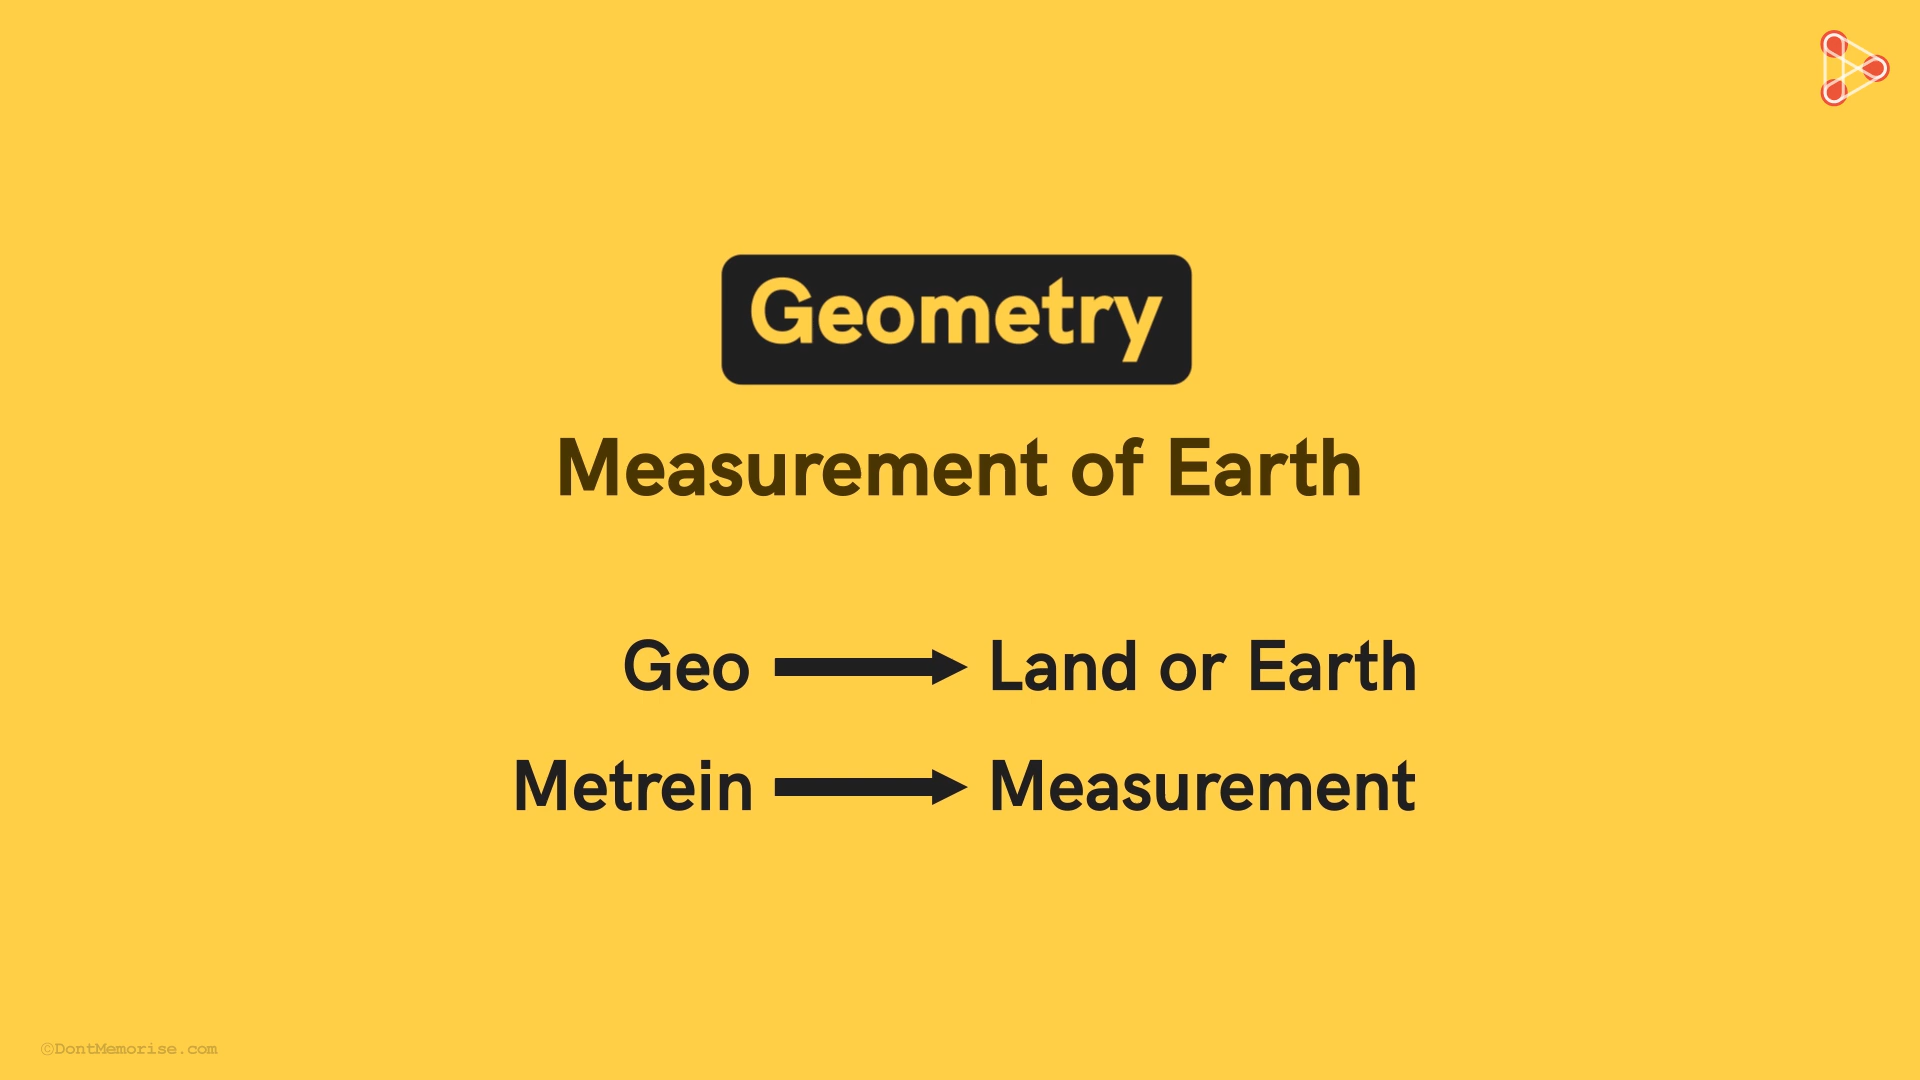 Geometry
Measurement of Earth
Geo → Land or Earth
Metrein → Measurement
©DontMemorise.com